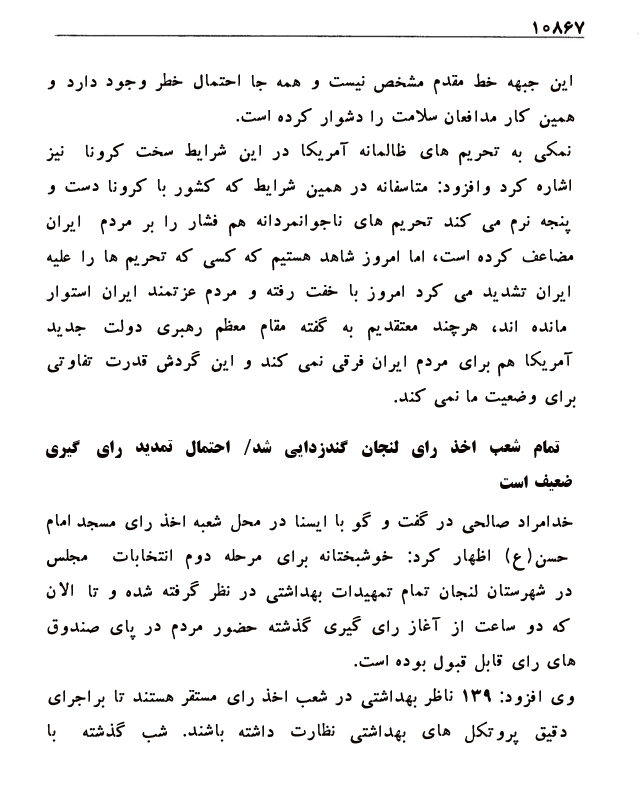 ۱۰۸۶۷
این جبهه خط مقدم مشخص نیست و همه جا احتمال خطر وجود دارد و
همین کار مدافعان سلامت را دشوار کرده است.
نمکی به تحریم های ظالمانه آمریکا در این شرایط سخت کرونا نیز
اشاره کرد وافزود: متاسفانه در همین شرایط که کشور با کرونا دست و
پنجه نرم می کند تحریم های ناجوانمردانه هم فشار را بر مردم ایران
مضاعف کرده است، اما امروز شاهد هستیم که کسی که تحریم ها را علیه
ایران تشدید می کرد امروز با خفت رفته و مردم عزتمند ایران استوار
مانده اند، هرچند معتقدیم به گفته مقام معظم رهبری دولت جدید
آمریکا هم برای مردم ایران فرقی نمی کند و این گردش قدرت تفاوتی
برای وضعیت ما نمی کند.
تمام شعب اخذ رای لنجان گندزدایی شد/ احتمال تمدید رای گیری
ضعیف است
خدامراد صالحی در گفت و گو با ایسنا در محل شعبه اخذ رای مسجد امام
حسن(ع) اظهار کرد: خوشبختانه برای مرحله دوم انتخابات مجلس
در شهرستان لنجان تمام تمهیدات بهداشتی در نظر گرفته شده و تا الان
که دو ساعت از آغاز رای گیری گذشته حضور مردم در پای صندوق
های رای قابل قبول بوده است.
وی افزود: ۱۳۹ ناظر بهداشتی در شعب اخذ رای مستقر هستند تا براجرای
دقیق پروتکل های بهداشتی نظارت داشته باشند. شب گذشته با